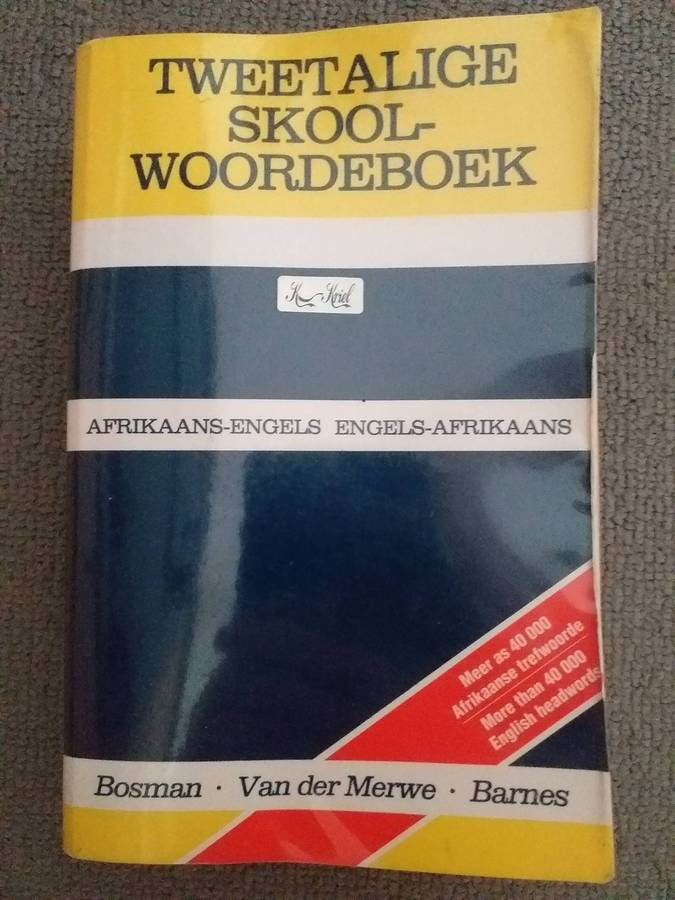 TWEETALIGE
SKOOL-
WOORDEBOEK
K Kriel
AFRIKAANS-ENGELS ENGELS-AFRIKAANS
Meer as 40 000
Afrikaanse trefwoorde
More than 40 000
English headwords
Bosman · Van der Merwe · Barnes